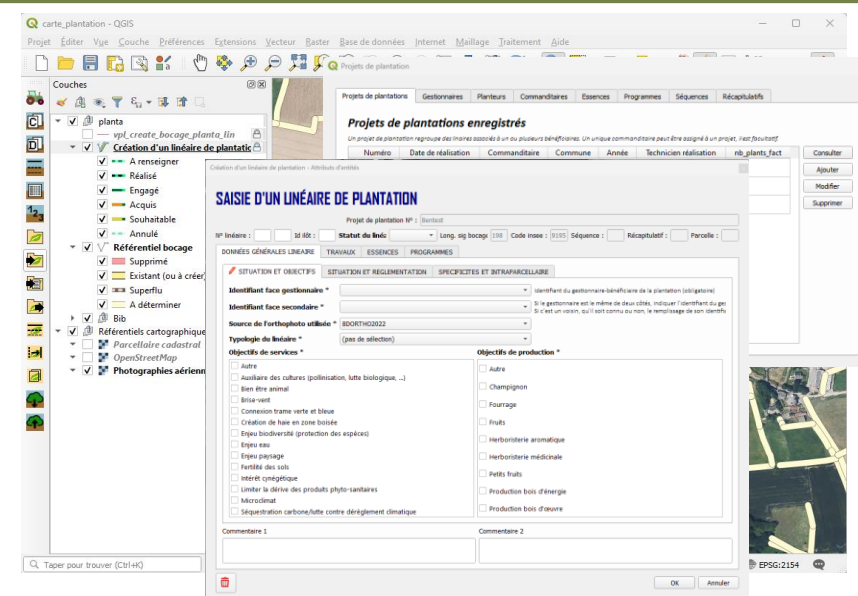 carte_plantation - QGIS
Projet Éditer Vue Couche Préférences Extensions Vecteur Raster Base de données Internet Maillage Traitement Aide
Projets de plantation
Couches
Projets de plantations Gestionnaires Planteurs Commanditaires Essences Programmes Séquences Récapitulatifs
planta
vpl_create_bocage_planta_lin
Création d'un linéaire de plantatic
A renseigner
Réalisé
Engagé
Acquis
Souhaitable
Annulé
Référentiel bocage
Supprimé
Existant (ou à créer)
Superflu
A déterminer
Bib
Référentiels cartographique
Parcellaire cadastral
OpenStreetMap
Photographies aérienn
Projets de plantations enregistrés
Un projet de plantation regroupe des linaires associés à un ou plusieurs bénéficiaires. Un unique commanditaire peut être assigné à un projet, il est facultatif
Numéro Date de réalisation Commanditaire Commune Année Technicien réalisation nb_plants_fact
Consulter
Ajouter
Modifier
Supprimer
Création d'un linéaire de plantation - Attributs d'entités
SAISIE D'UN LINÉAIRE DE PLANTATION
Projet de plantation N° : Bentest
N° linéaire : Id ilôt : Statut du liné: Long. sig bocage 198 Code insee : 9195 Séquence : Récapitulatif : Parcelle :
DONNÉES GÉNÉRALES LINEAIRE TRAVAUX ESSENCES PROGRAMMES
SITUATION ET OBJECTIFS SITUATION ET REGLEMENTATION SPECIFICITES ET INTRAPARCELLAIRE
Identifiant face gestionnaire * Identifiant du gestionnaire-bénéficiaire de la plantation (obligatoire)
Identifiant face secondaire * Si le gestionnaire est le même de deux côtés, indiquer l'identifiant du ges
Si c'est un voisin, qu'il soit connu ou non, le remplissage de son identifi
Source de l'orthophoto utilisée * BDORTHO2022
Typologie du linéaire * (pas de sélection)
Objectifs de services *
Autre
Auxiliaire des cultures (pollinisation, lutte biologique, ...)
Bien être animal
Brise-vent
Connexion trame verte et bleue
Création de haie en zone boisée
Enjeu biodiversité (protection des espèces)
Enjeu eau
Enjeu paysage
Fertilité des sols
Intérêt cynégétique
Limiter la dérive des produits phyto-sanitaires
Microclimat
Séquestration carbone/lutte contre dérèglement climatique
Objectifs de production *
Autre
Champignon
Fourrage
Fruits
Herboristerie aromatique
Herboristerie médicinale
Petits fruits
Production bois d'énergie
Production bois d'œuvre
Commentaire 1 Commentaire 2
OK Annuler
Taper pour trouver (Ctrl+K)
EPSG:2154